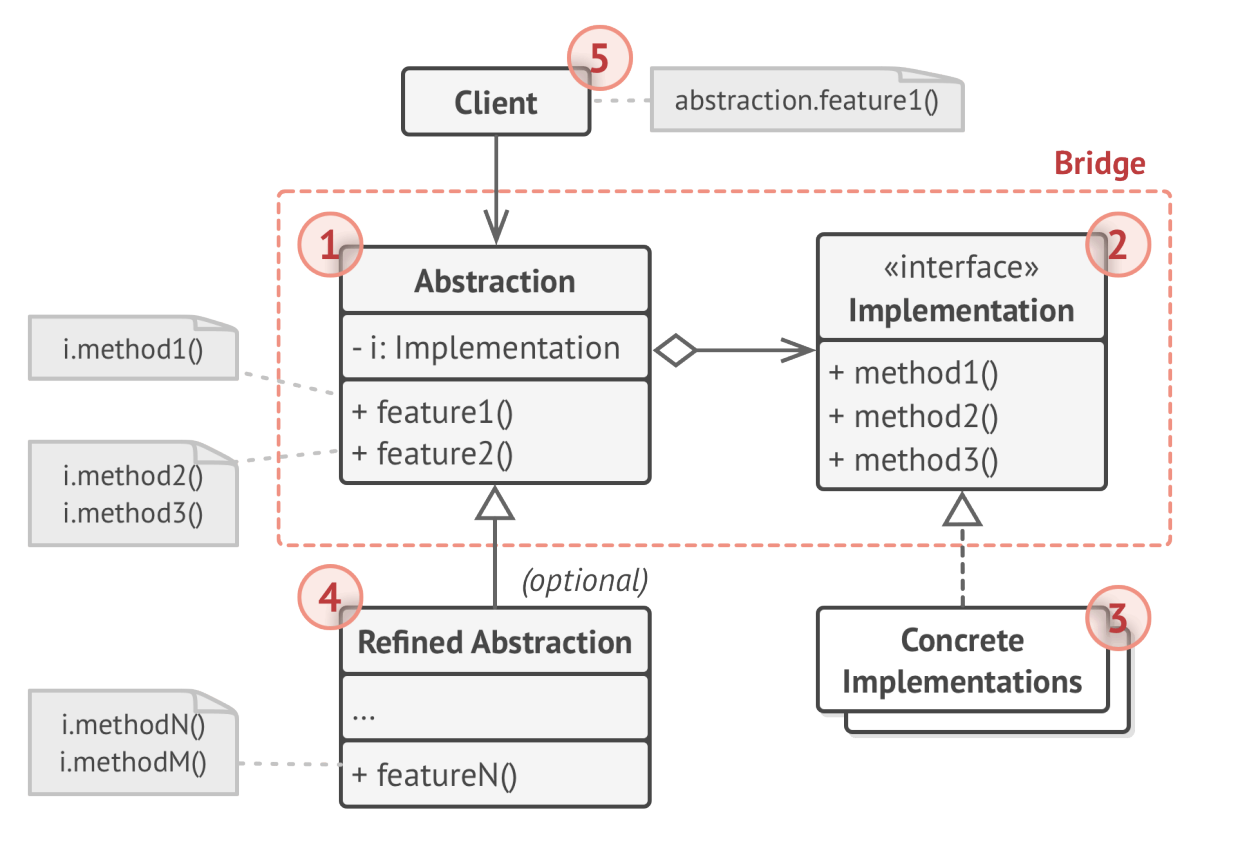 5
Client
abstraction.feature1()
Bridge
1
Abstraction
- i: Implementation
+ feature1()
+ feature2()
2
«interface»
Implementation
+ method1()
+ method2()
+ method3()
i.method1()
i.method2()
i.method3()
(optional)
4
Refined Abstraction
...
+ featureN()
3
Concrete
Implementations
i.methodN()
i.methodM()